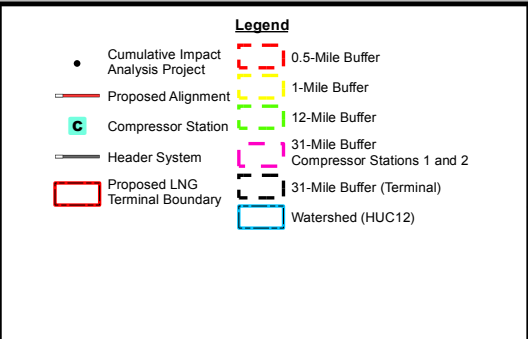 Legend
Cumulative Impact
Analysis Project
Proposed Alignment
C Compressor Station
Header System
Proposed LNG
Terminal Boundary
0.5-Mile Buffer
1-Mile Buffer
12-Mile Buffer
31-Mile Buffer
Compressor Stations 1 and 2
31-Mile Buffer (Terminal)
Watershed (HUC12)